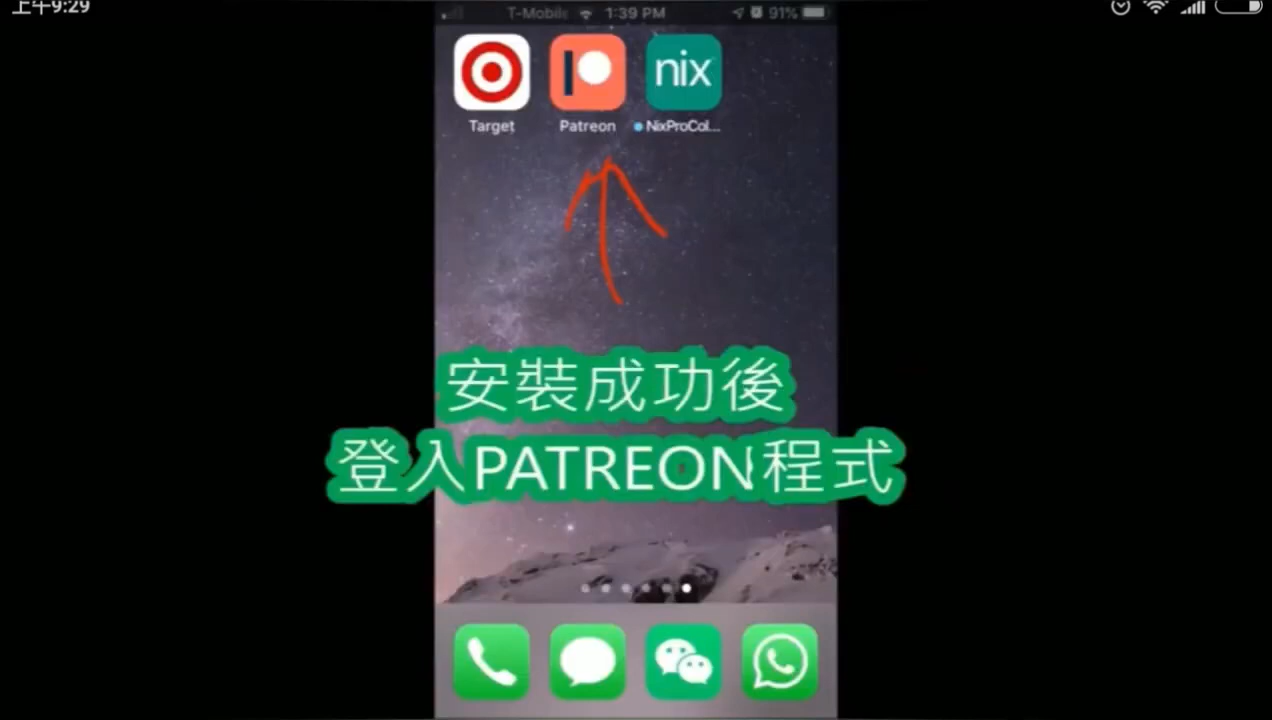 上午9:29
T-Mobile 1:39 PM 91%
nix
Target Patreon NixProCol...
安裝成功後
登入PATREON程式